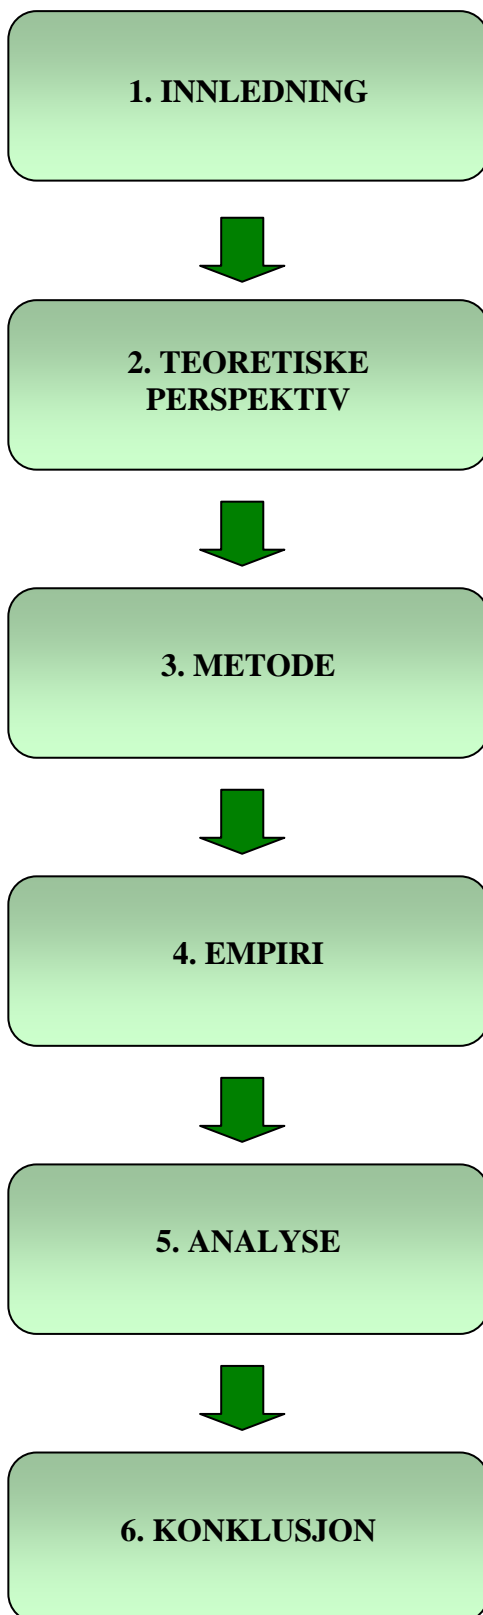 1. INNLEDNING
2. TEORETISKE
PERSPEKTIV
3. METODE
4. EMPIRI
5. ANALYSE
6. KONKLUSJON